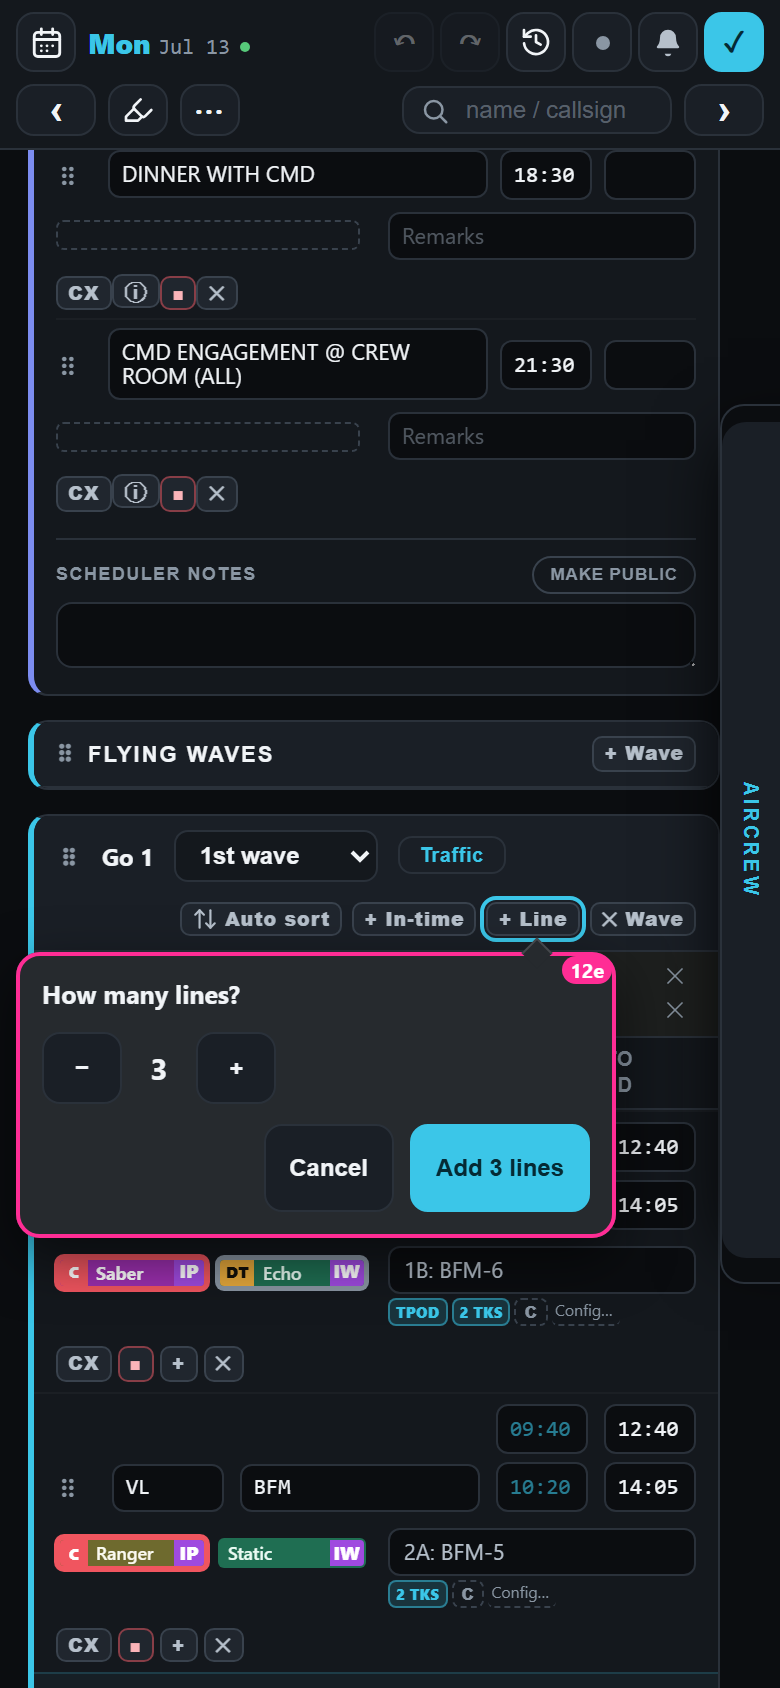 Mon Jul 13
name / callsign
DINNER WITH CMD 18:30
Remarks
CX
CMD ENGAGEMENT @ CREW
ROOM (ALL)
21:30
Remarks
CX
SCHEDULER NOTES MAKE PUBLIC
FLYING WAVES + Wave
AIRCREW
Go 1 1st wave Traffic
Auto sort + In-time + Line × Wave
12e
How many lines?
− 3 +
O
D
Cancel Add 3 lines
12:40
14:05
C Saber IP DT Echo IW 1B: BFM-6
TPOD 2 TKS C Config...
CX
09:40 12:40
VL BFM 10:20 14:05
C Ranger IP Static IW 2A: BFM-5
2 TKS C Config...
CX